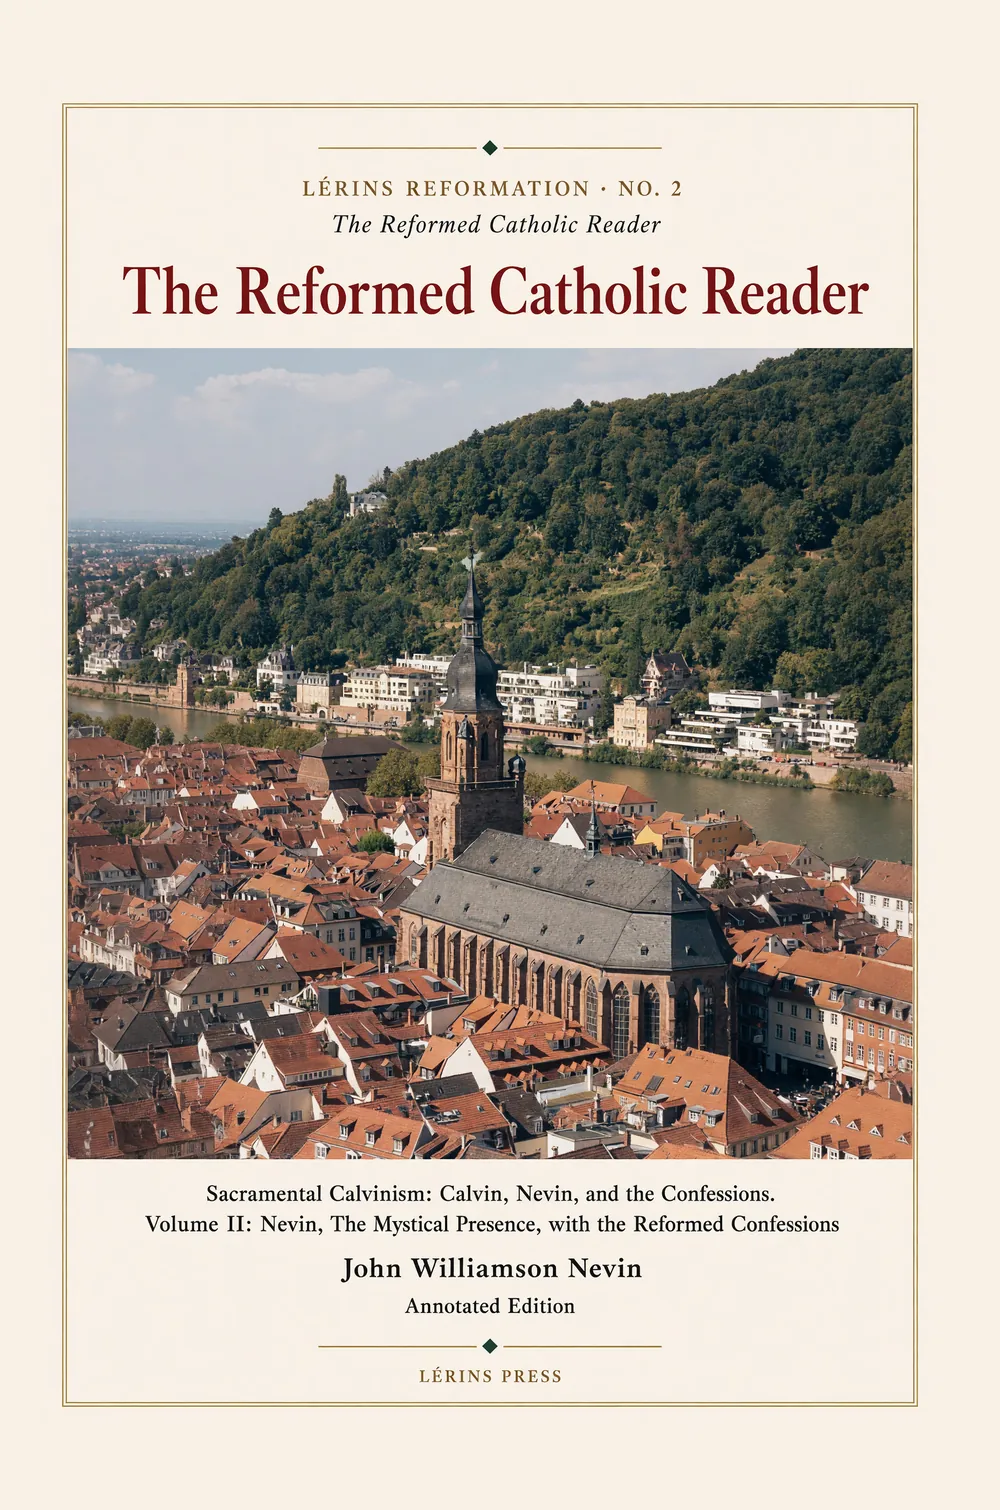 LÉRINS REFORMATION · NO. 2
The Reformed Catholic Reader
The Reformed Catholic Reader
Sacramental Calvinism: Calvin, Nevin, and the Confessions.
Volume II: Nevin, The Mystical Presence, with the Reformed Confessions
John Williamson Nevin
Annotated Edition
LÉRINS PRESS